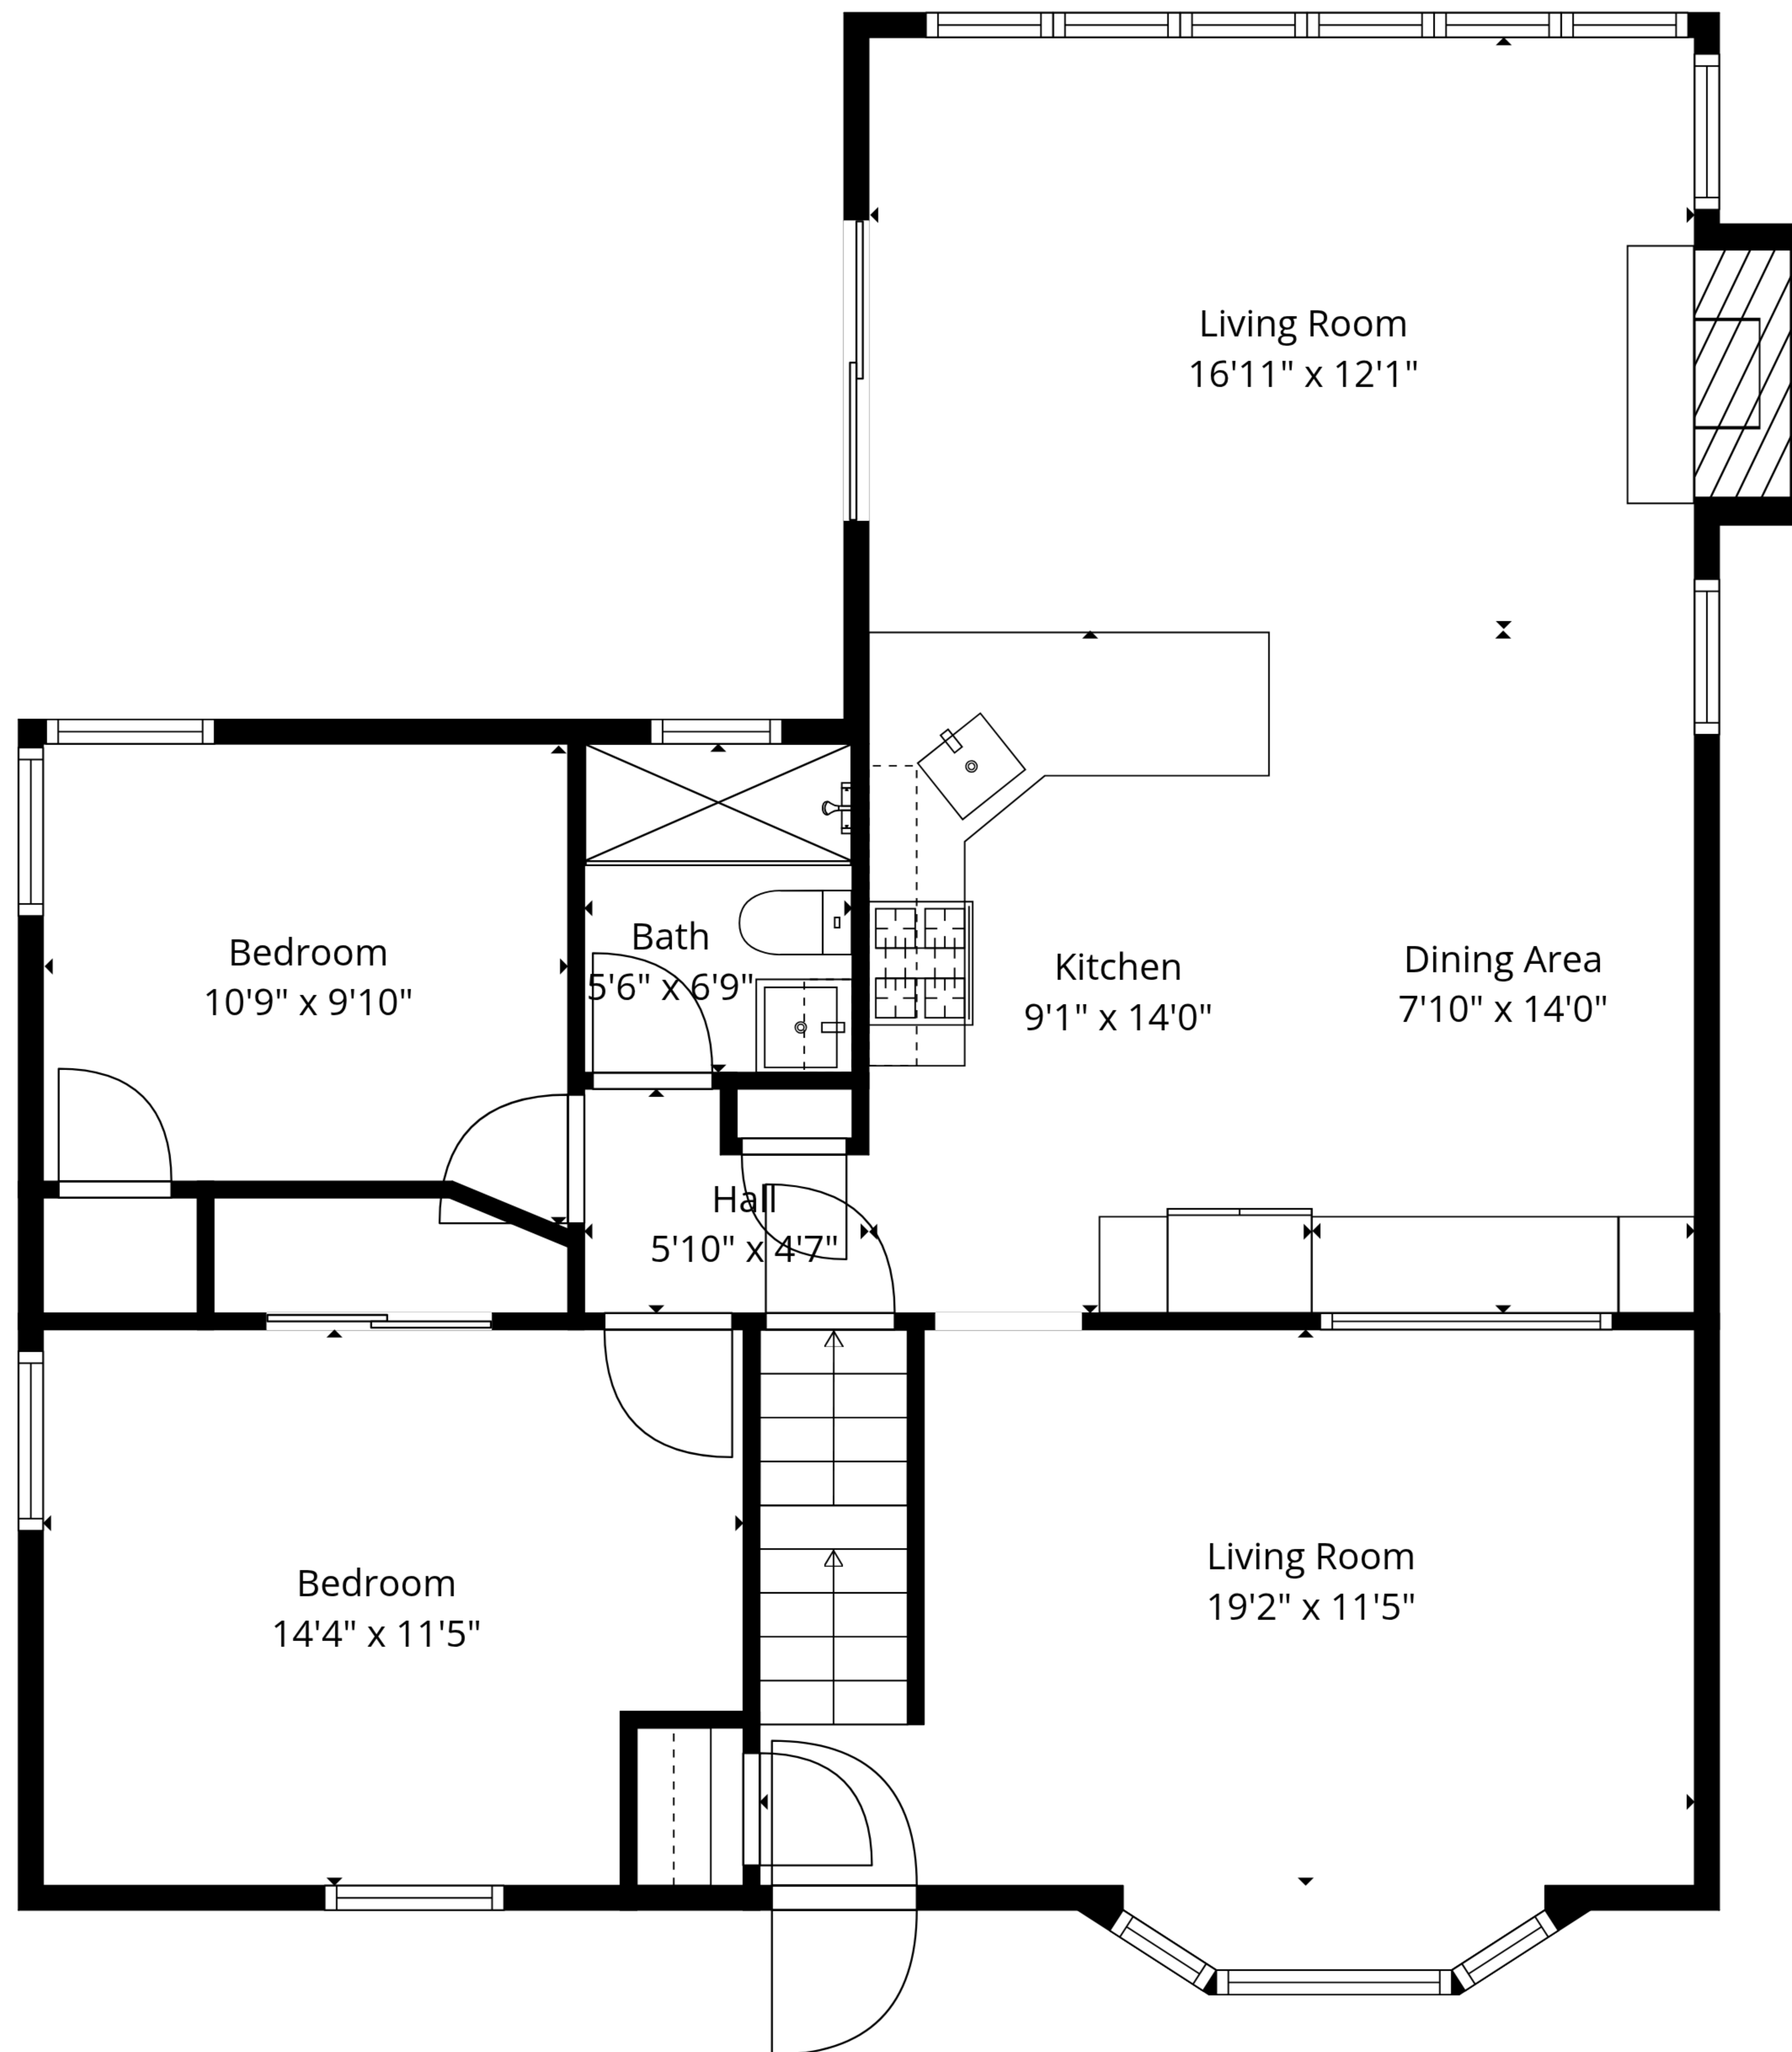 Living Room
16'11" x 12'1"
Bedroom
10'9" x 9'10"
Bath
5'6" x 6'9"
Kitchen
9'1" x 14'0"
Dining Area
7'10" x 14'0"
Hall
5'10" x 4'7"
Bedroom
14'4" x 11'5"
Living Room
19'2" x 11'5"